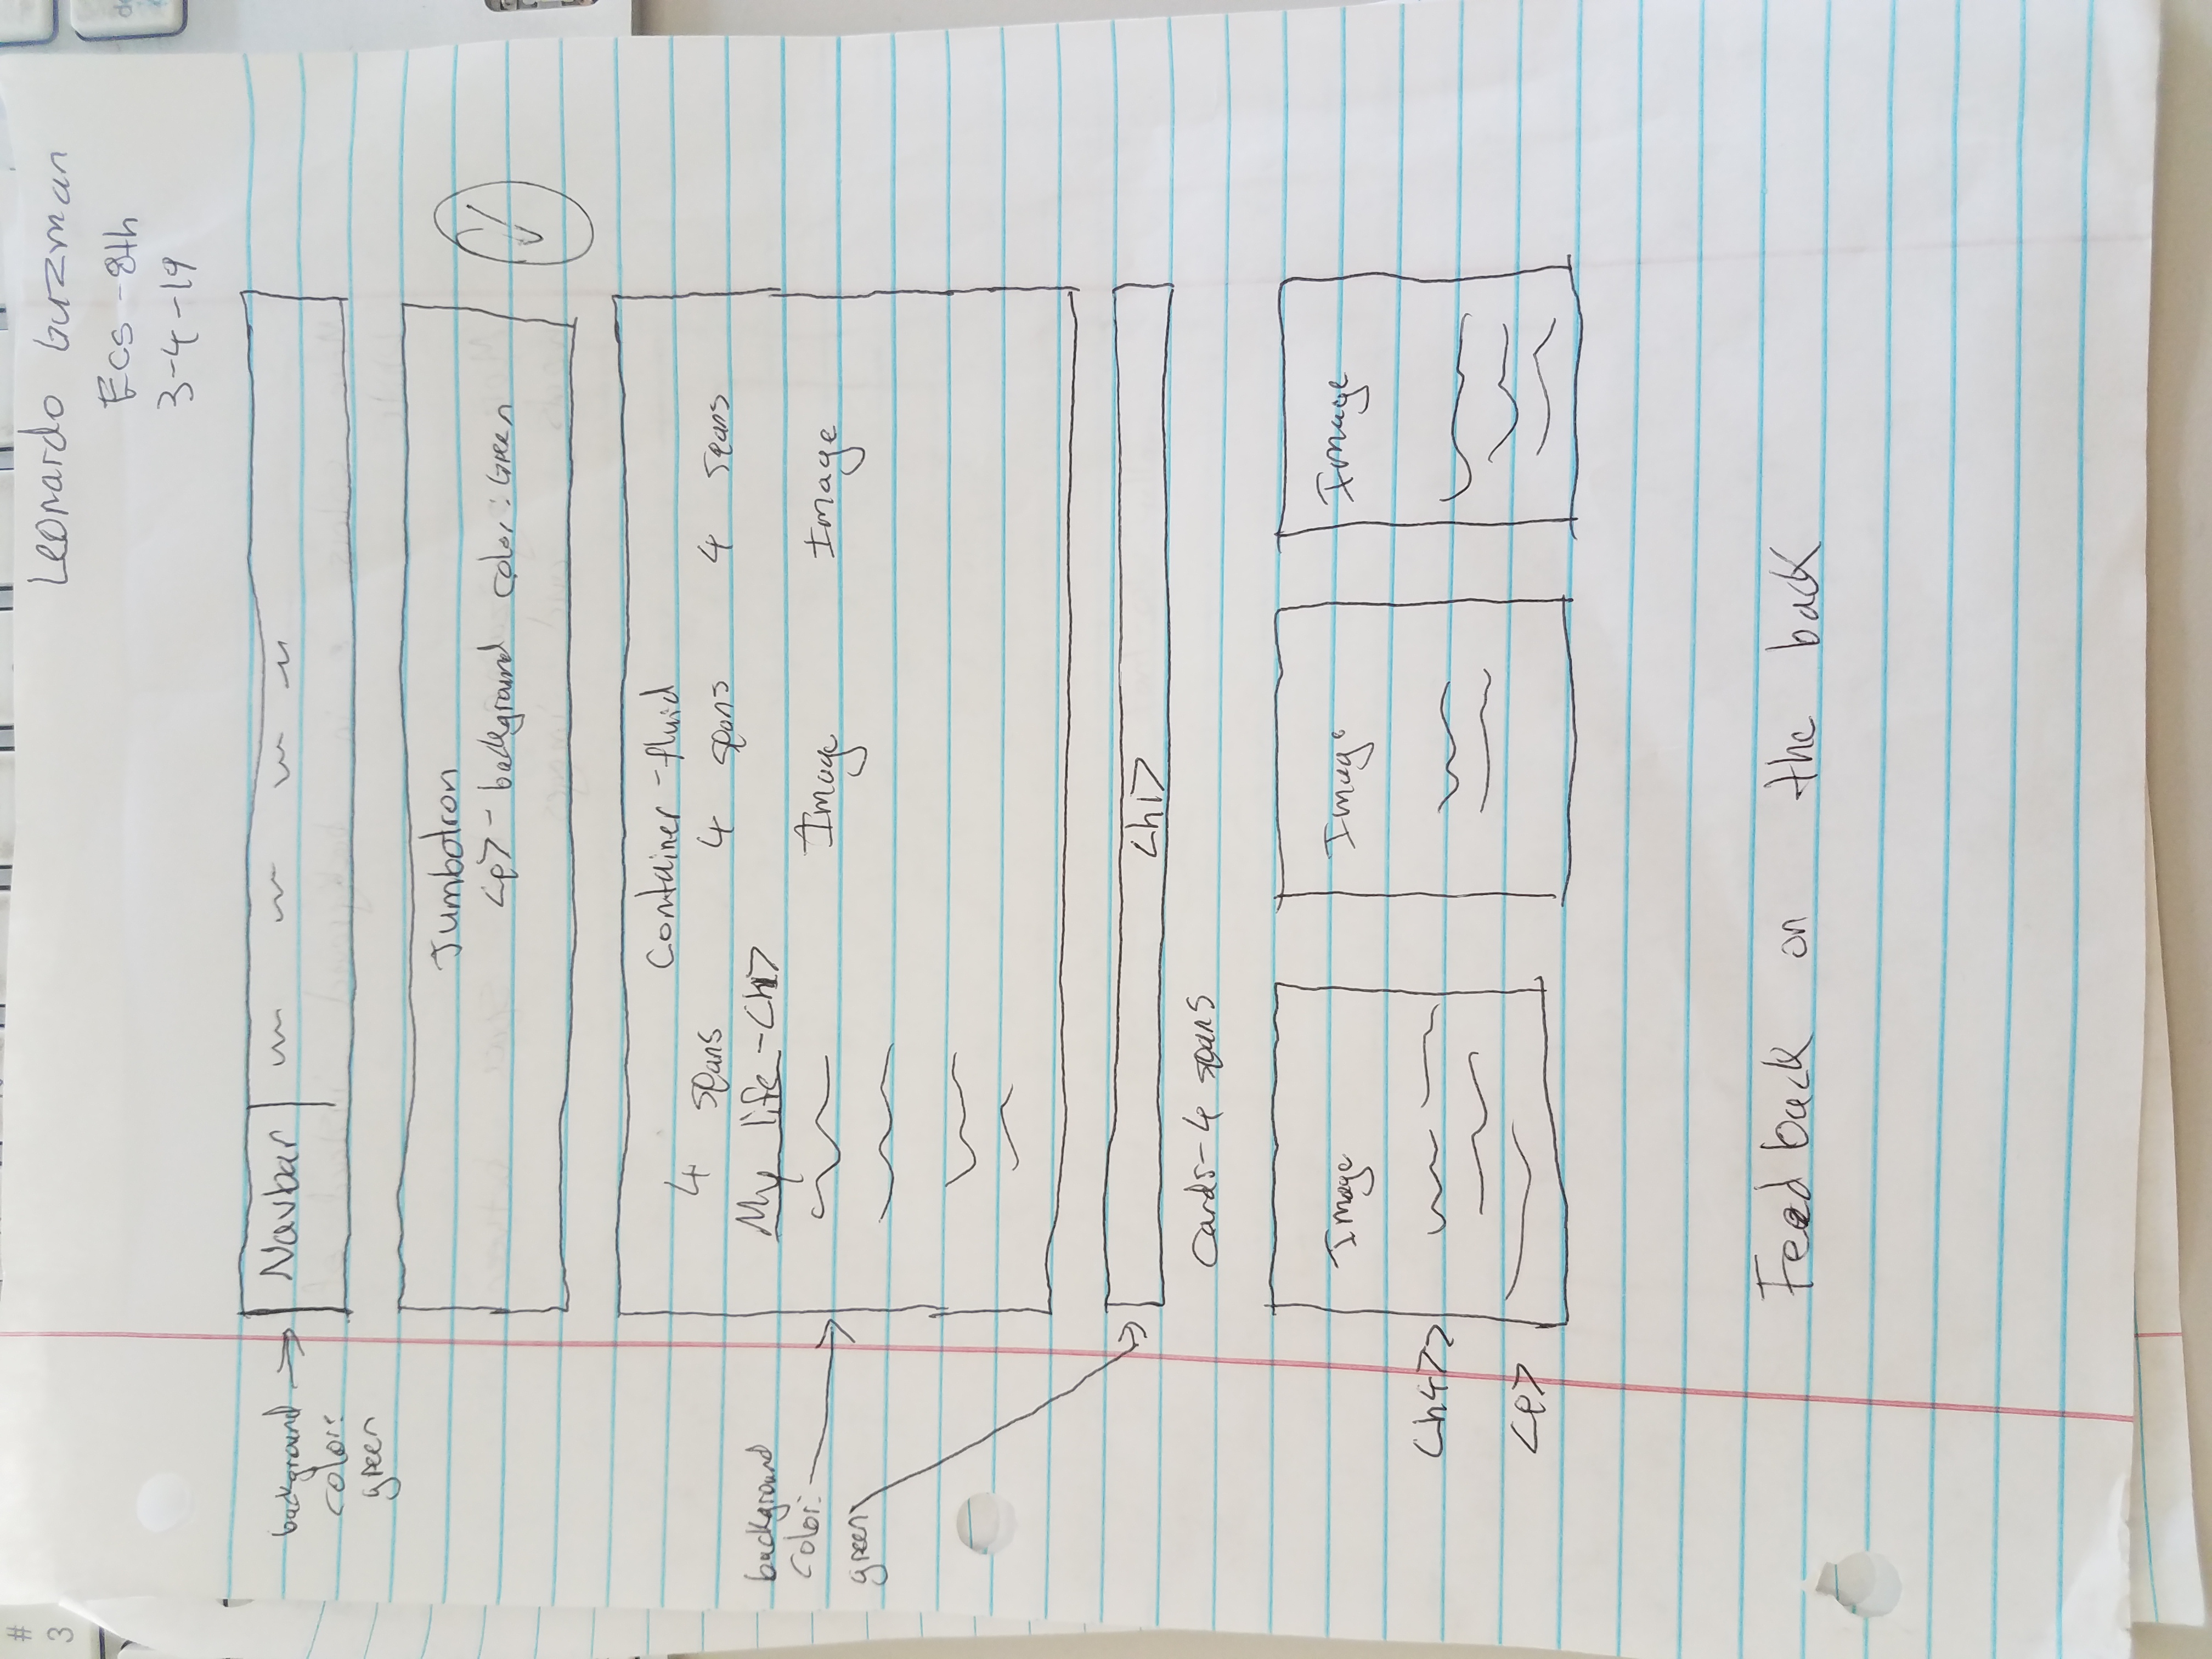 #
3
Leonardo Guzman
Ecs - 8th
3-4-19
background
color:
green
Navbar
Jumbotron
<p> - background color: Green
Container - fluid
4 spans 4 spans 4 spans
My life - <h1>
background
color:
green
Image Image
<h1>
Cards - 4 spans
Image Image Image
<h4>
<p>
Feedback on the back